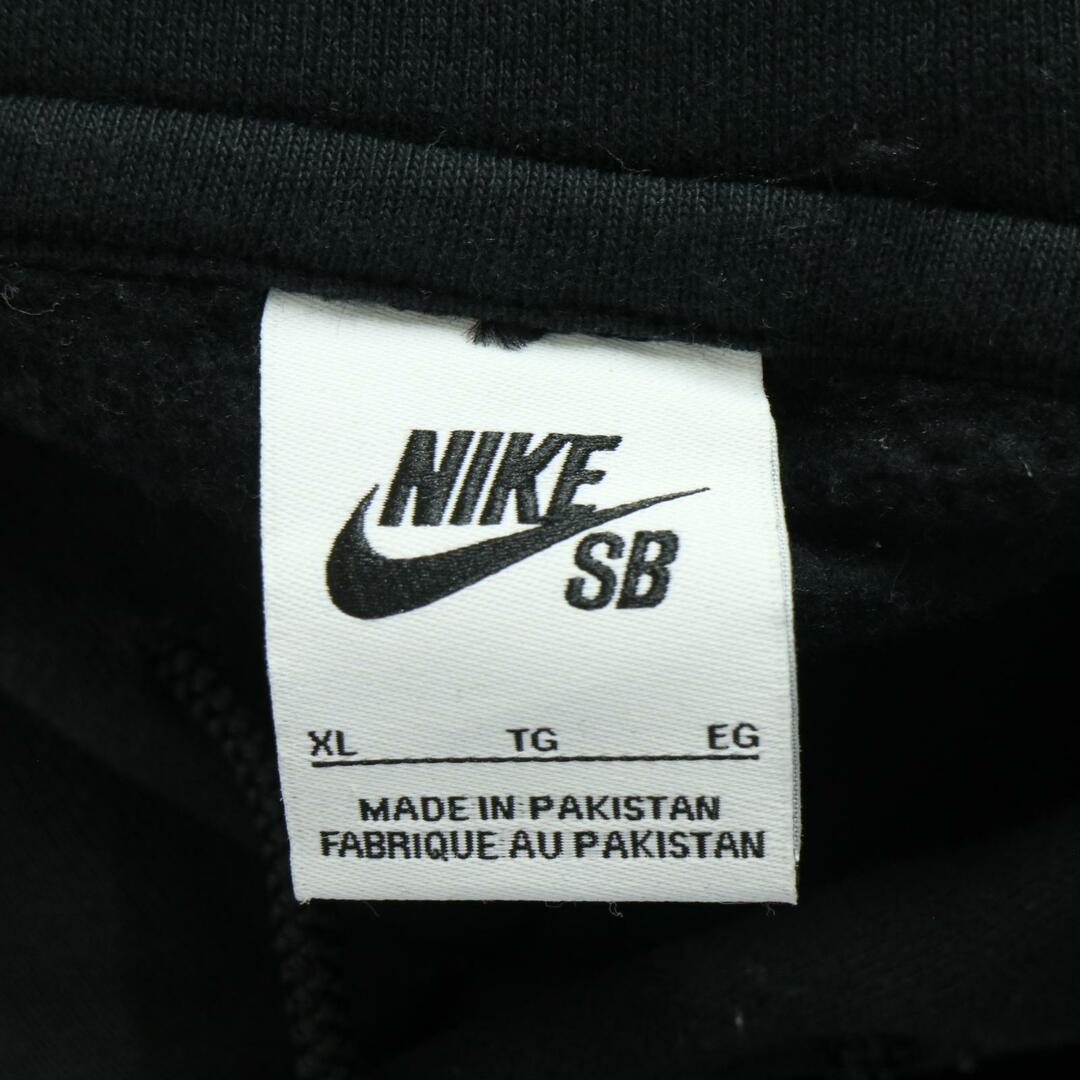 NIKE
SB
XL TG EG
MADE IN PAKISTAN
FABRIQUE AU PAKISTAN